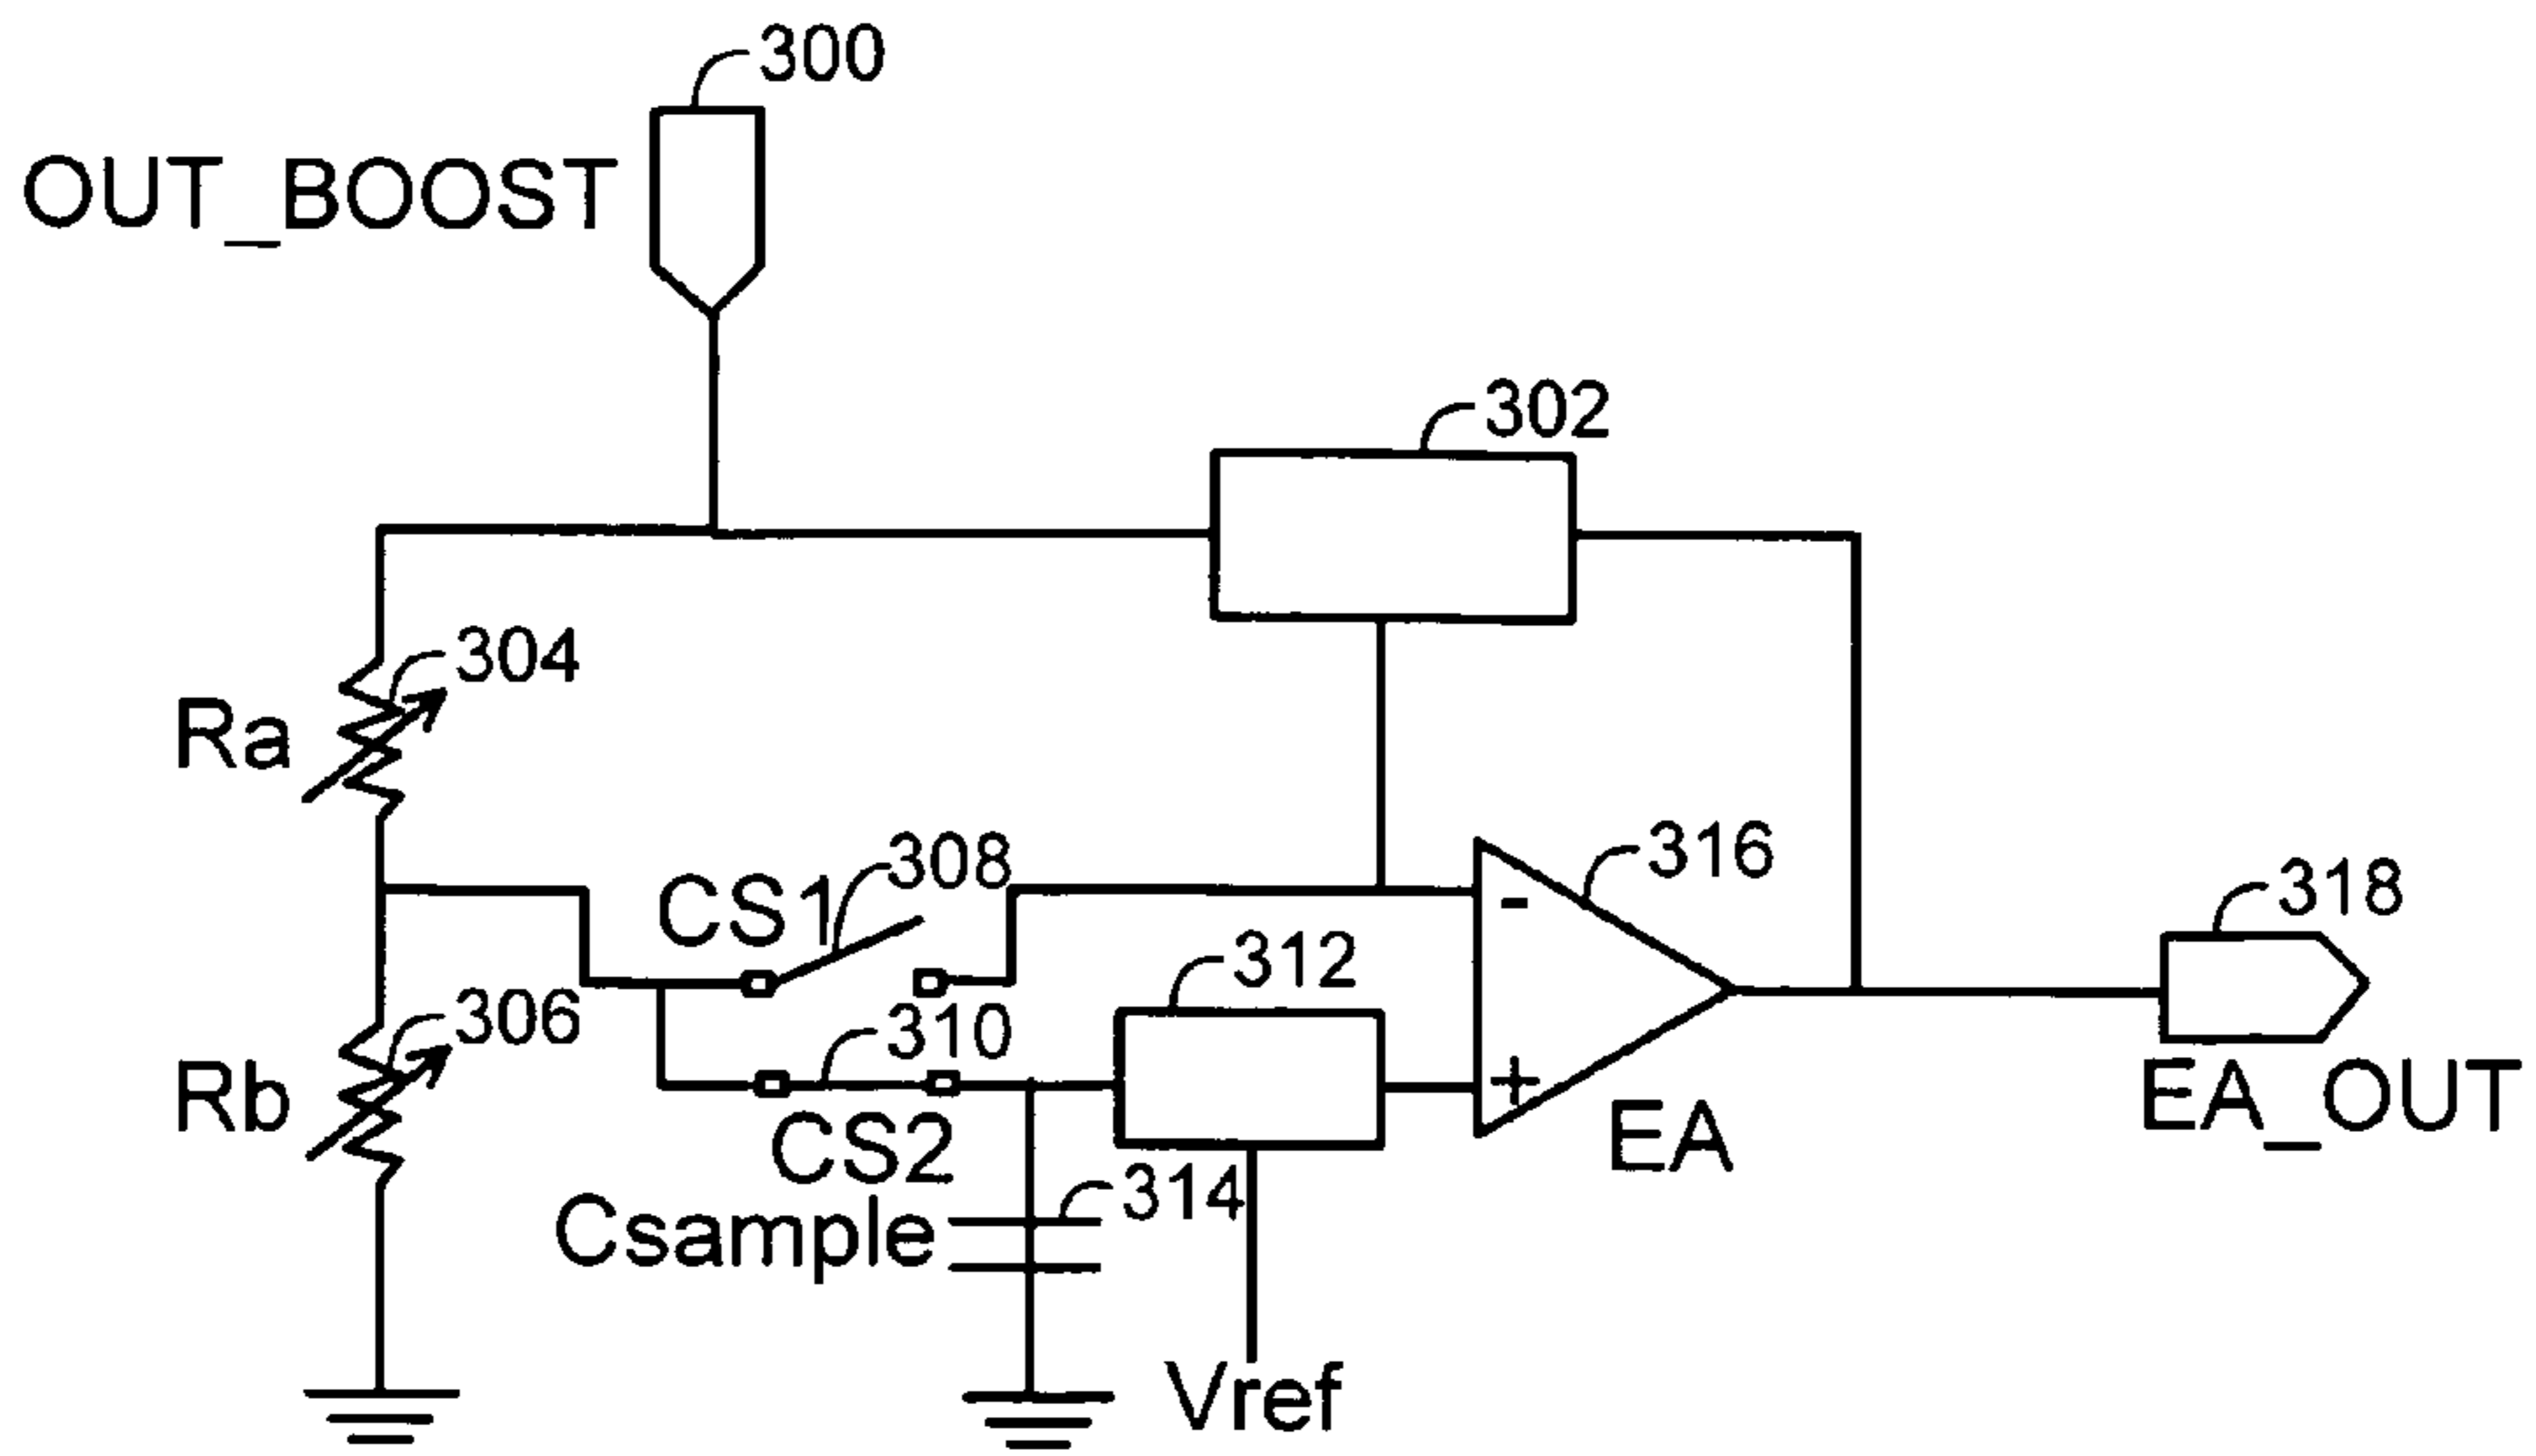 300
OUT_BOOST
302
304
Ra
CS1
308
316
318
312
306
310
Rb
CS2
EA
EA_OUT
314
Csample
Vref
-
+